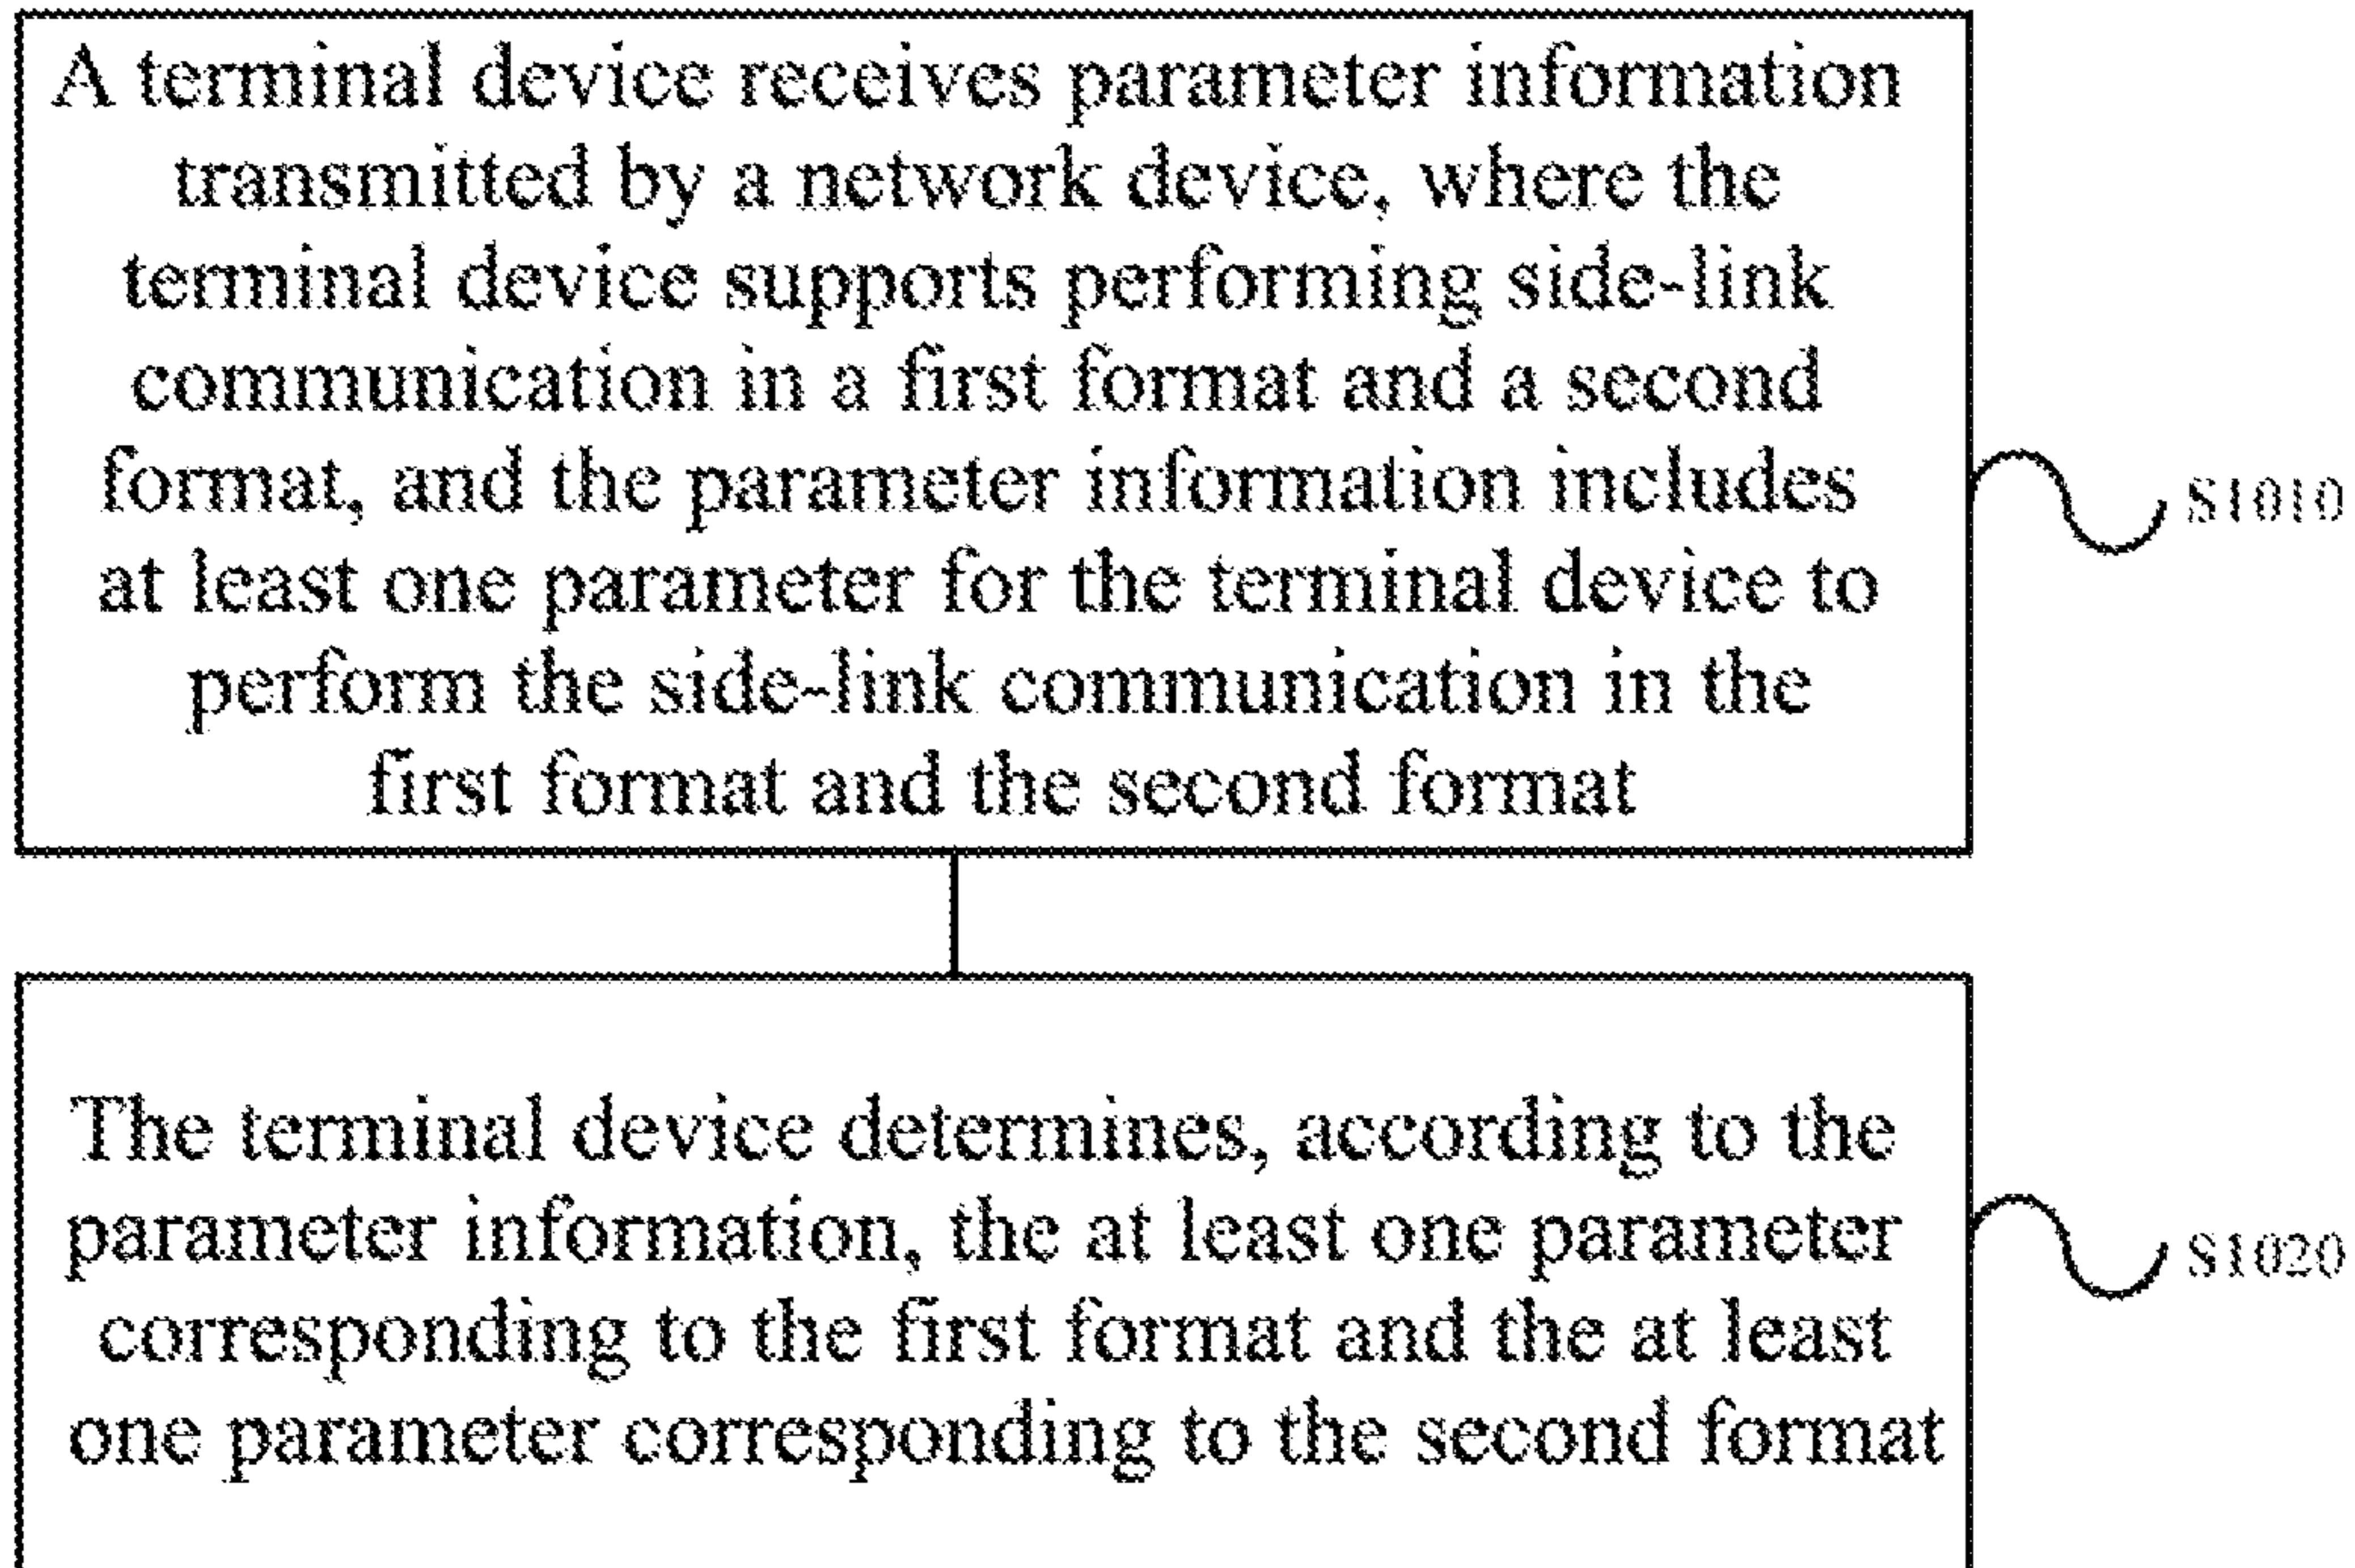 A terminal device receives parameter information
transmitted by a network device, where the
terminal device supports performing side-link
communication in a first format and a second
format, and the parameter information includes
at least one parameter for the terminal device to
perform the side-link communication in the
first format and the second format
S1010
The terminal device determines, according to the
parameter information, the at least one parameter
corresponding to the first format and the at least
one parameter corresponding to the second format
S1020